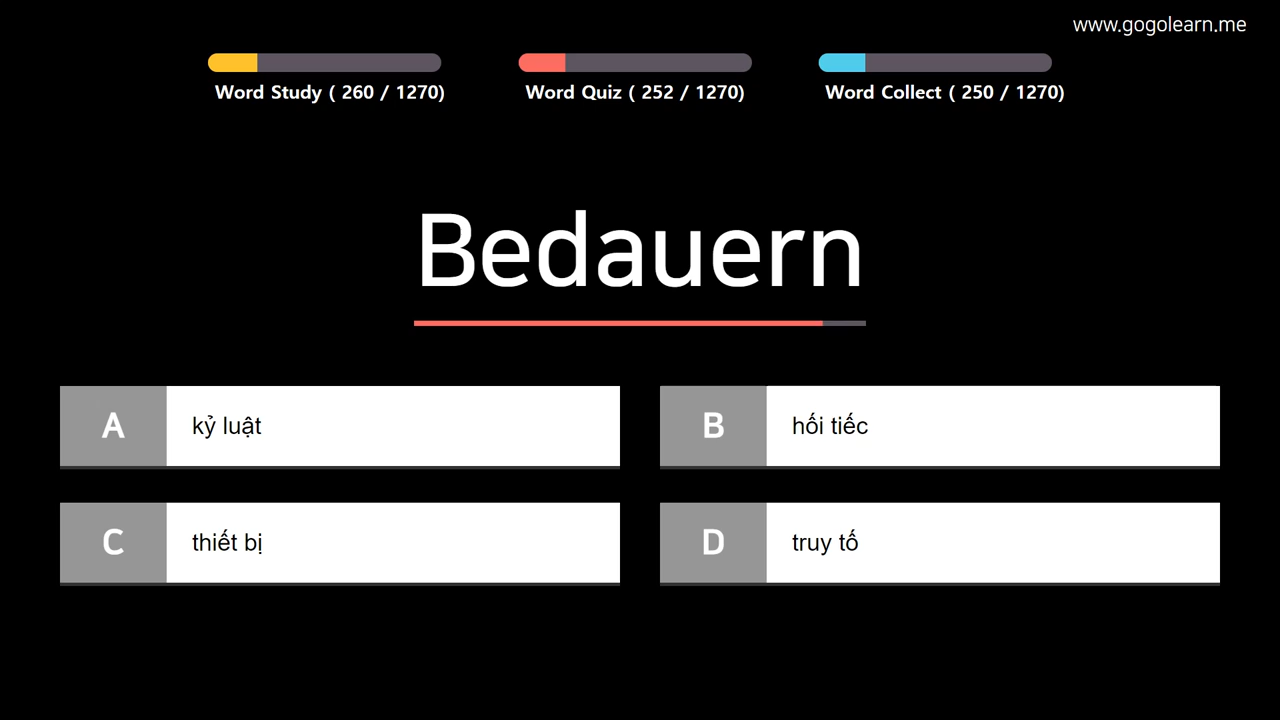 www.gogolearn.me
Word Study ( 260 / 1270)
Word Quiz ( 252 / 1270)
Word Collect ( 250 / 1270)
Bedauern
A
kỷ luật
B
hối tiếc
C
thiết bị
D
truy tố